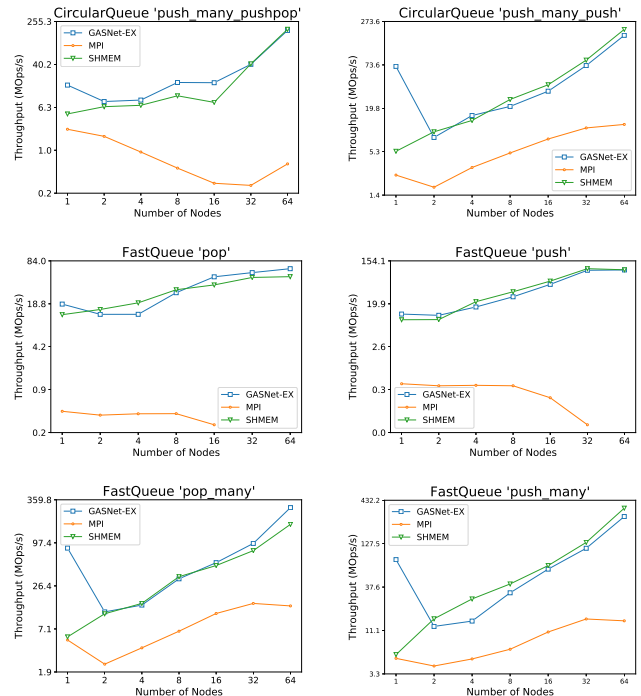 CircularQueue 'push_many_pushpop'
255.3
40.2
6.3
1.0
0.2
Throughput (MOps/s)
GASNet-EX
MPI
SHMEM
1 2 4 8 16 32 64
Number of Nodes
CircularQueue 'push_many_push'
273.6
73.6
19.8
5.3
1.4
Throughput (MOps/s)
GASNet-EX
MPI
SHMEM
1 2 4 8 16 32 64
Number of Nodes
FastQueue 'pop'
84.0
18.8
4.2
0.9
0.2
Throughput (MOps/s)
GASNet-EX
MPI
SHMEM
1 2 4 8 16 32 64
Number of Nodes
FastQueue 'push'
154.1
19.9
2.6
0.3
0.0
Throughput (MOps/s)
GASNet-EX
MPI
SHMEM
1 2 4 8 16 32 64
Number of Nodes
FastQueue 'pop_many'
359.8
97.4
26.4
7.1
1.9
Throughput (MOps/s)
GASNet-EX
MPI
SHMEM
1 2 4 8 16 32 64
Number of Nodes
FastQueue 'push_many'
432.2
127.5
37.6
11.1
3.3
Throughput (MOps/s)
GASNet-EX
MPI
SHMEM
1 2 4 8 16 32 64
Number of Nodes